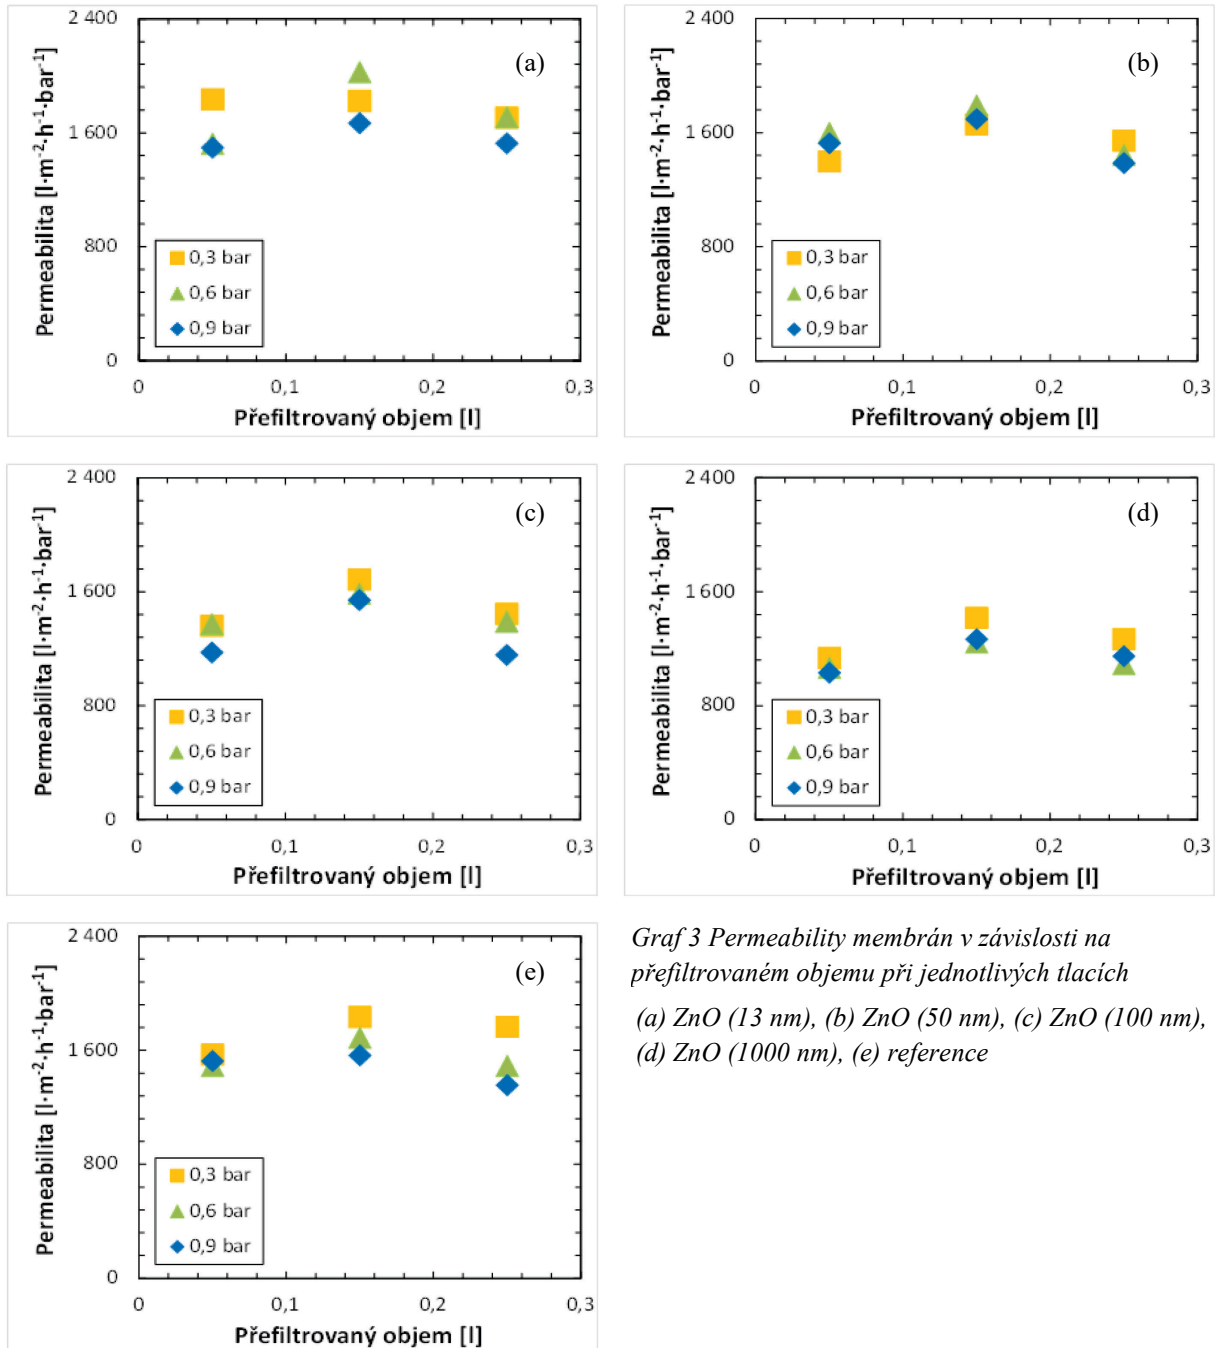 2 400
1 600
800
0
Permeabilita [l·m⁻²·h⁻¹·bar⁻¹]
(a)
0,3 bar
0,6 bar
0,9 bar
0 0,1 0,2 0,3
Přefiltrovaný objem [l]
2 400
1 600
800
0
Permeabilita [l·m⁻²·h⁻¹·bar⁻¹]
(b)
0,3 bar
0,6 bar
0,9 bar
0 0,1 0,2 0,3
Přefiltrovaný objem [l]
2 400
1 600
800
0
Permeabilita [l·m⁻²·h⁻¹·bar⁻¹]
(c)
0,3 bar
0,6 bar
0,9 bar
0 0,1 0,2 0,3
Přefiltrovaný objem [l]
2 400
1 600
800
0
Permeabilita [l·m⁻²·h⁻¹·bar⁻¹]
(d)
0,3 bar
0,6 bar
0,9 bar
0 0,1 0,2 0,3
Přefiltrovaný objem [l]
2 400
1 600
800
0
Permeabilita [l·m⁻²·h⁻¹·bar⁻¹]
(e)
0,3 bar
0,6 bar
0,9 bar
0 0,1 0,2 0,3
Přefiltrovaný objem [l]
Graf 3 Permeability membrán v závislosti na
přefiltrovaném objemu při jednotlivých tlacích
(a) ZnO (13 nm), (b) ZnO (50 nm), (c) ZnO (100 nm),
(d) ZnO (1000 nm), (e) reference